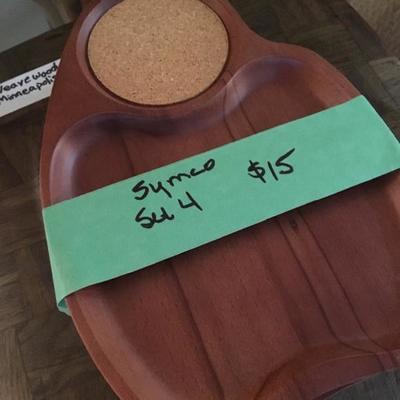 Weavewood
Minneapolis
Symco $15
Set 4